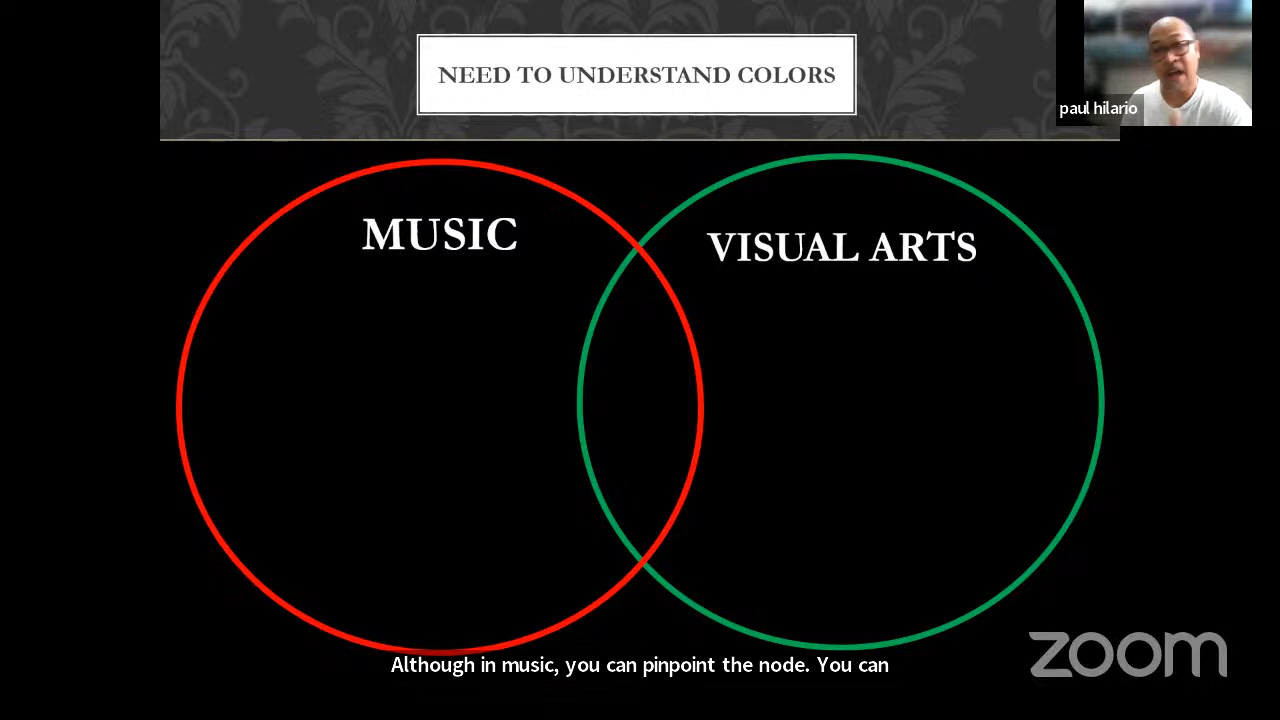 NEED TO UNDERSTAND COLORS
paul hilario
MUSIC
VISUAL ARTS
Although in music, you can pinpoint the node. You can
zoom